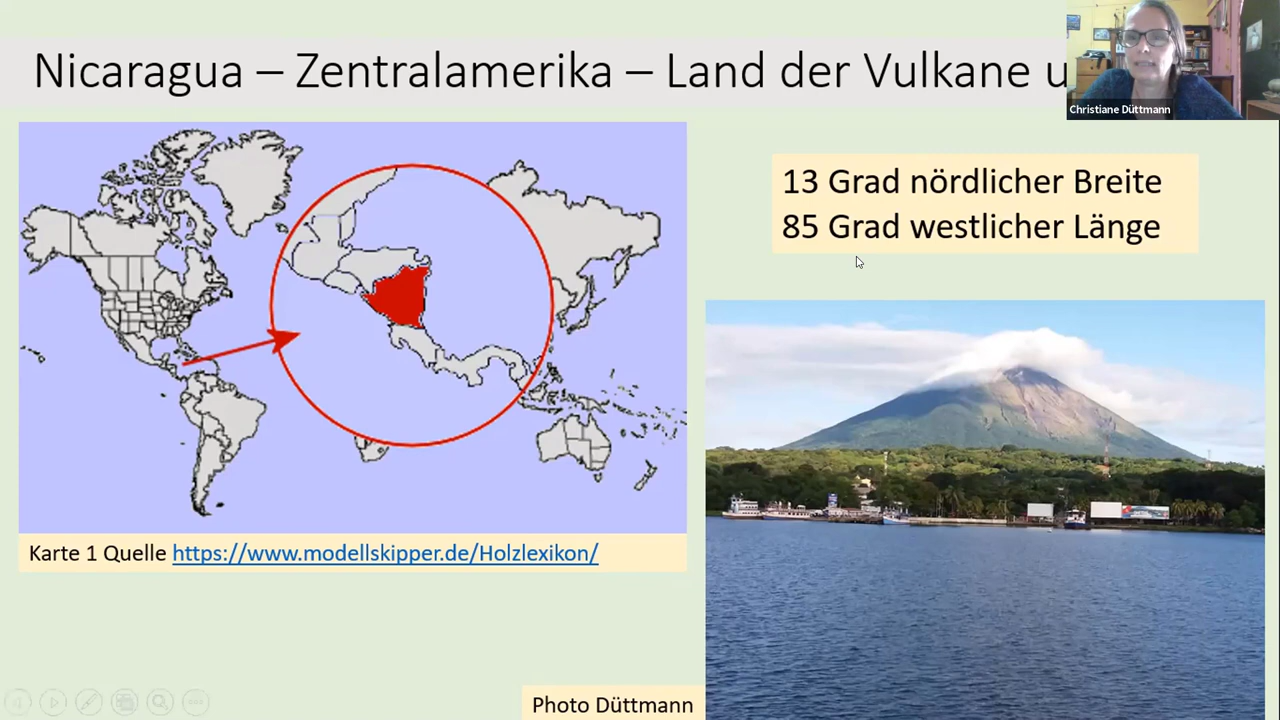 Nicaragua – Zentralamerika – Land der Vulkane u
Christiane Düttmann
13 Grad nördlicher Breite
85 Grad westlicher Länge
Karte 1 Quelle https://www.modellskipper.de/Holzlexikon/
Photo Düttmann